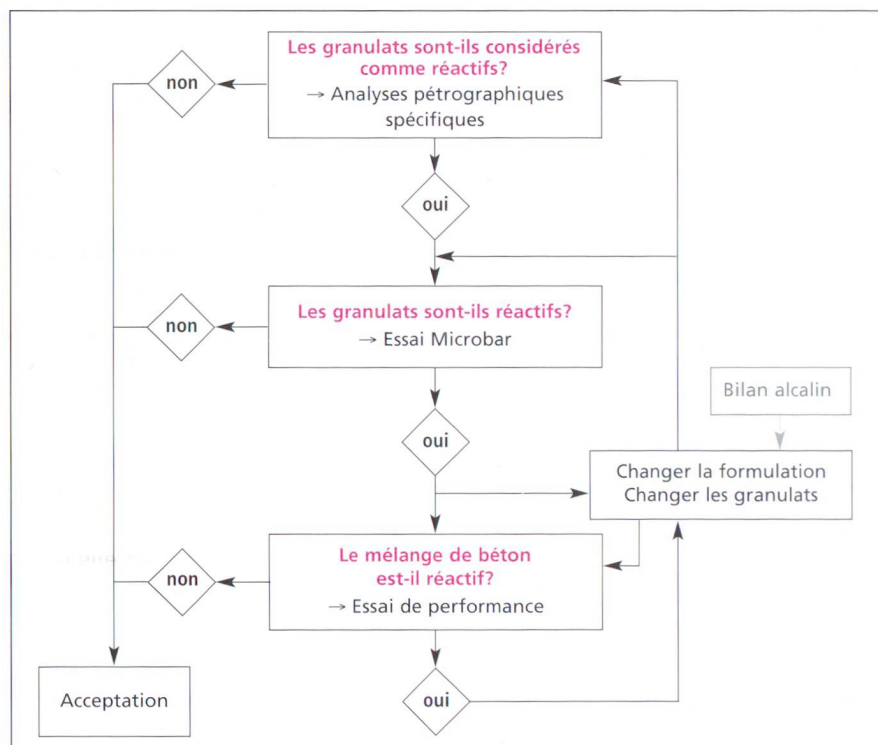 Les granulats sont-ils considérés
comme réactifs?
→ Analyses pétrographiques
spécifiques
non
oui
Les granulats sont-ils réactifs?
→ Essai Microbar
non
oui
Bilan alcalin
Changer la formulation
Changer les granulats
Le mélange de béton
est-il réactif?
→ Essai de performance
non
oui
Acceptation